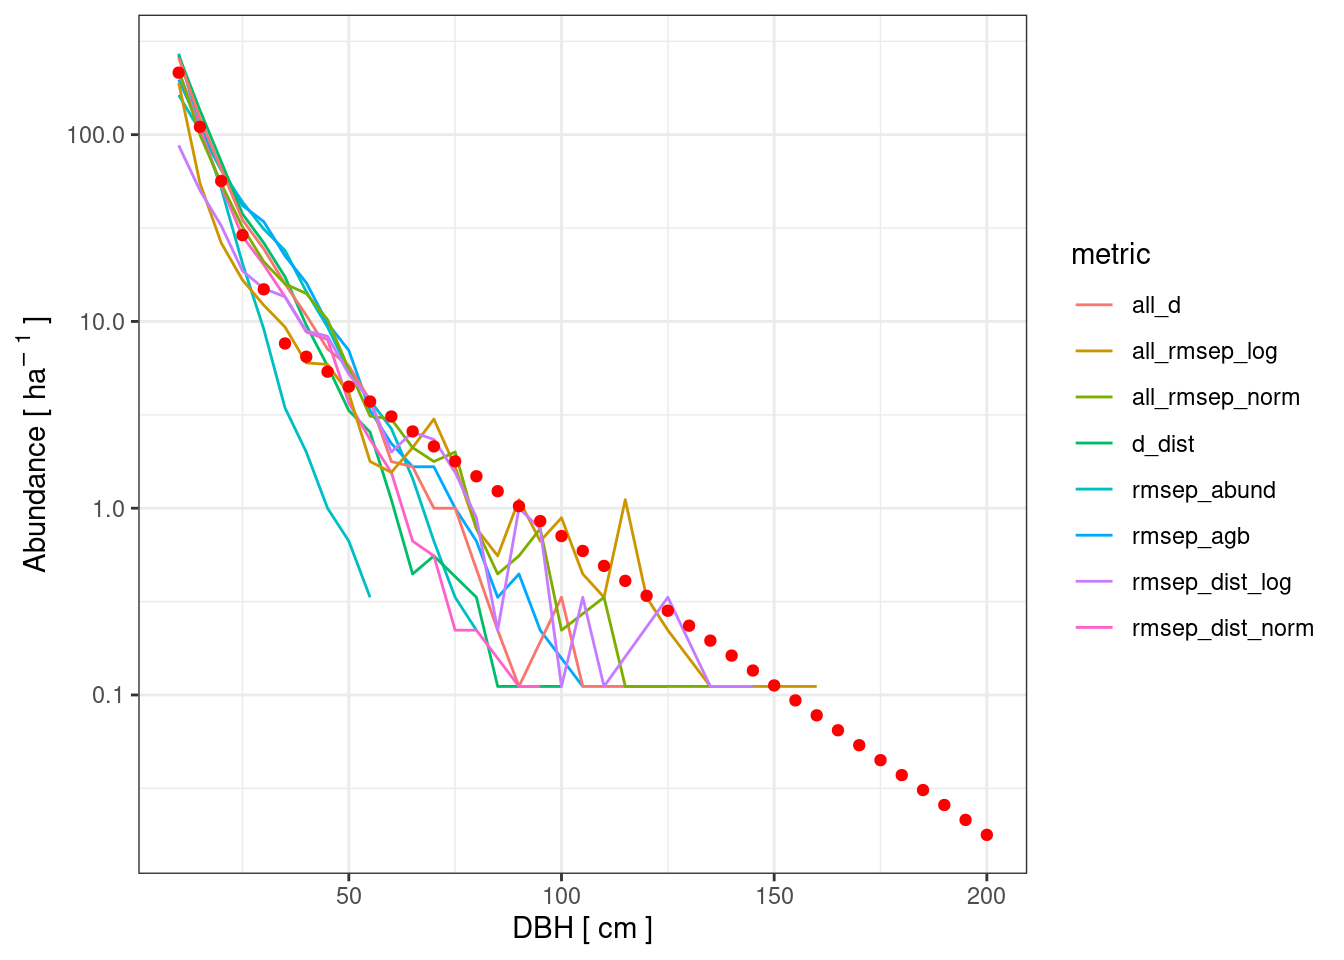 Abundance [ ha⁻¹ ]
100.0
10.0
1.0
0.1
50
100
150
200
DBH [ cm ]
metric
all_d
all_rmsep_log
all_rmsep_norm
d_dist
rmsep_abund
rmsep_agb
rmsep_dist_log
rmsep_dist_norm